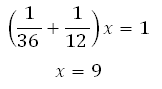 (1/36 + 1/12) x = 1
x = 9